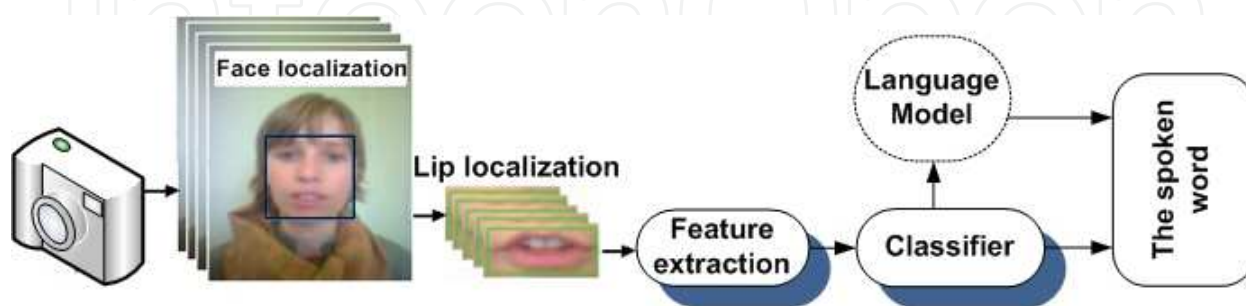 Face localization
Lip localization
Feature
extraction
Classifier
Language
Model
The spoken
word